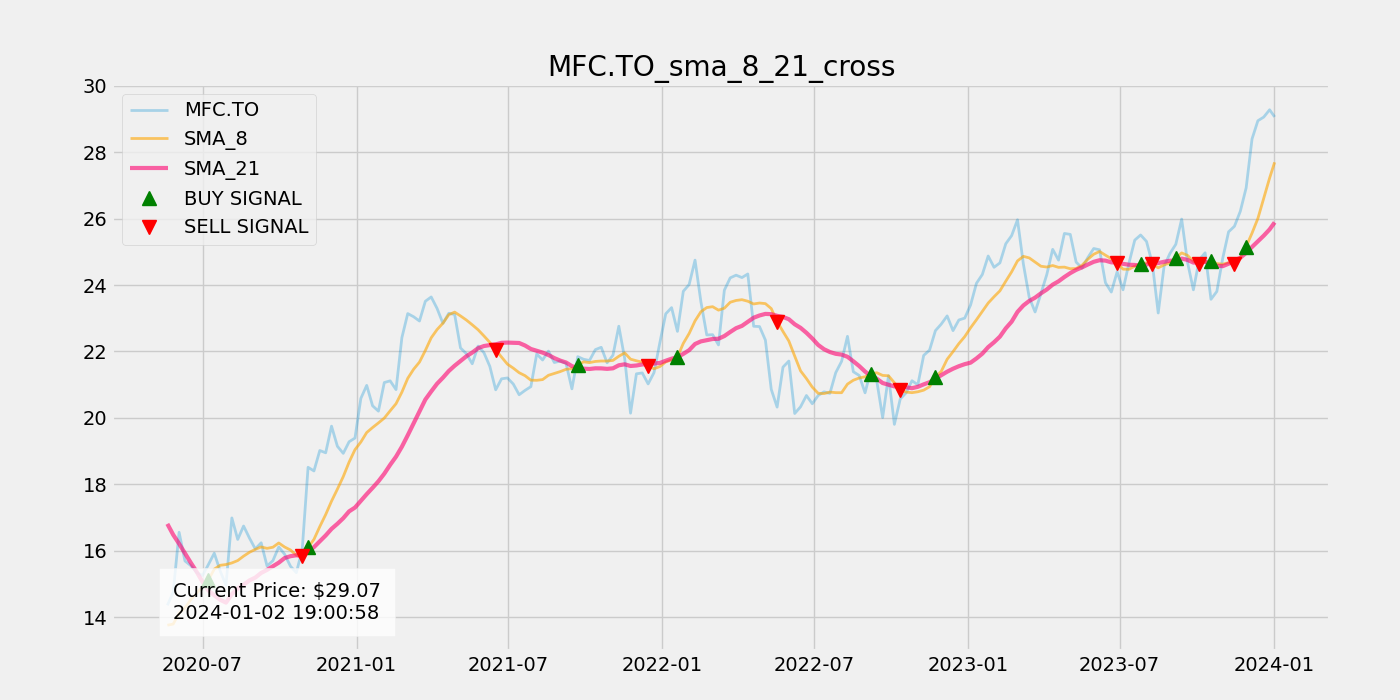 MFC.TO_sma_8_21_cross
30
28
26
24
22
20
18
16
14
MFC.TO
SMA_8
SMA_21
BUY SIGNAL
SELL SIGNAL
Current Price: $29.07
2024-01-02 19:00:58
2020-07 2021-01 2021-07 2022-01 2022-07 2023-01 2023-07 2024-01